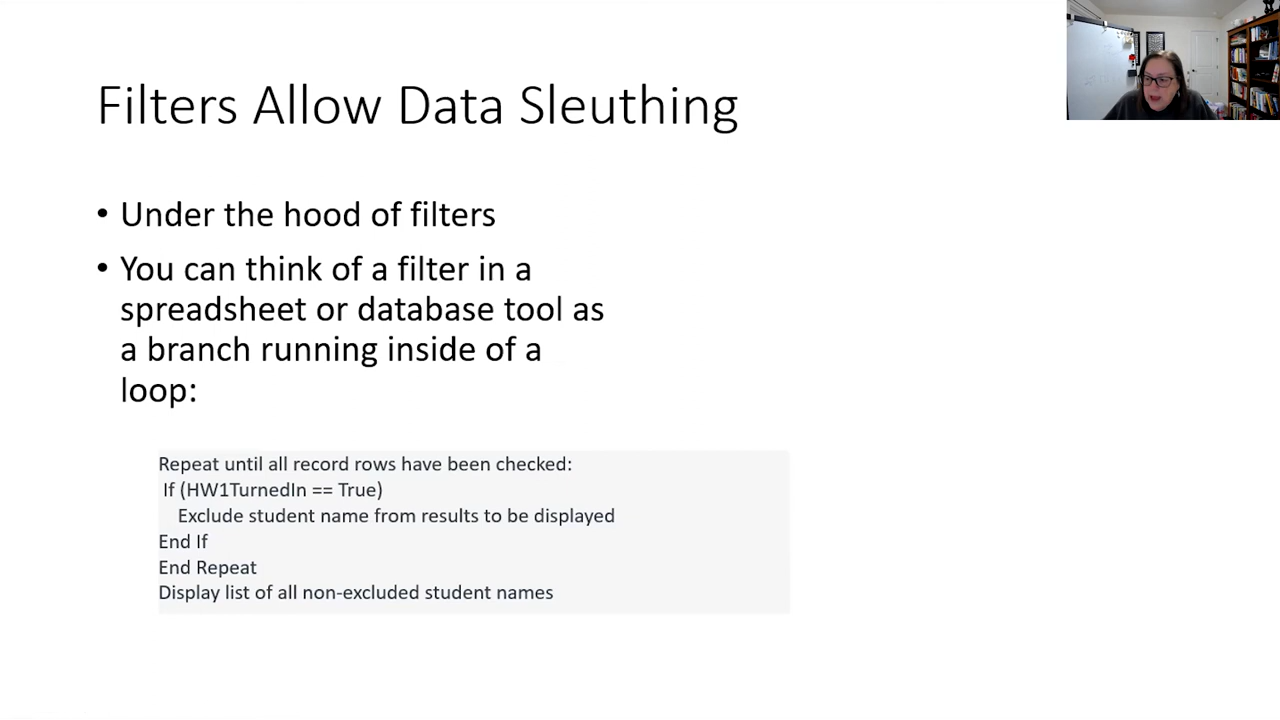 Filters Allow Data Sleuthing
• Under the hood of filters
• You can think of a filter in a
spreadsheet or database tool as
a branch running inside of a
loop:
Repeat until all record rows have been checked:
If (HW1TurnedIn == True)
Exclude student name from results to be displayed
End If
End Repeat
Display list of all non-excluded student names